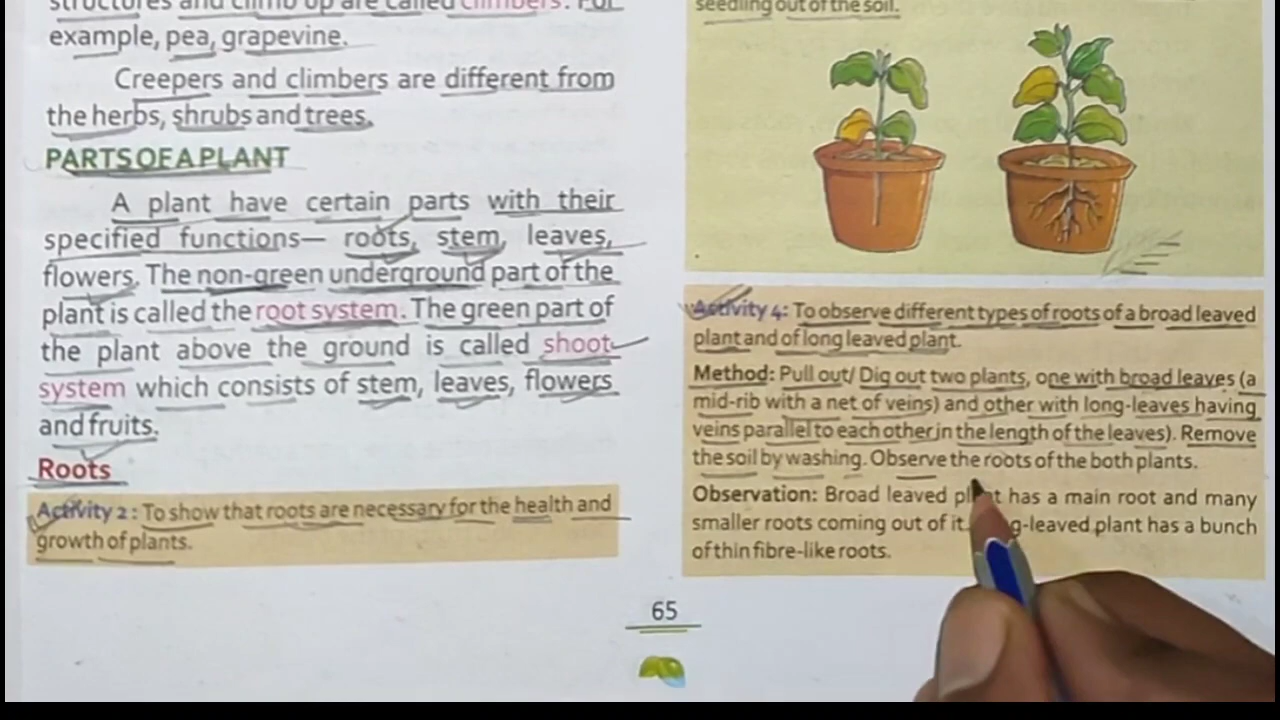 structures and climb up are called climbers. For
example, pea, grapevine.
Creepers and climbers are different from
the herbs, shrubs and trees.
PARTS OF A PLANT
A plant have certain parts with their
specified functions— roots, stem, leaves,
flowers. The non-green underground part of the
plant is called the root system. The green part of
the plant above the ground is called shoot
system which consists of stem, leaves, flowers
and fruits.
Roots
Activity 2 : To show that roots are necessary for the health and
growth of plants.
seedling out of the soil.
Activity 4: To observe different types of roots of a broad leaved
plant and of long leaved plant.
Method: Pull out/ Dig out two plants, one with broad leaves (a
mid-rib with a net of veins) and other with long-leaves having
veins parallel to each other in the length of the leaves). Remove
the soil by washing. Observe the roots of the both plants.
Observation: Broad leaved plant has a main root and many
smaller roots coming out of it. -leaved plant has a bunch
of thin fibre-like roots.
65